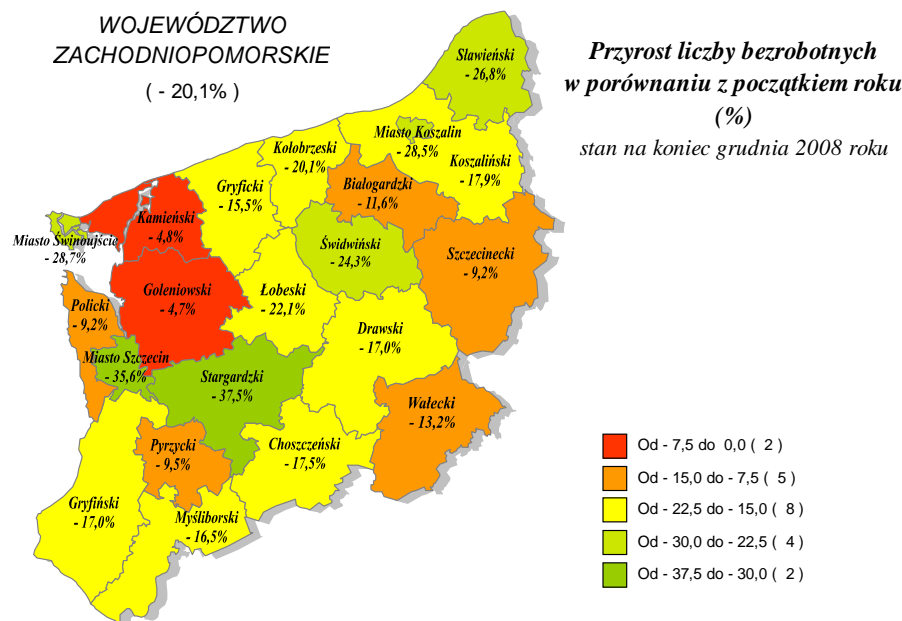 WOJEWÓDZTWO
ZACHODNIOPOMORSKIE
( - 20,1% )
Przyrost liczby bezrobotnych
w porównaniu z początkiem roku
(%)
stan na koniec grudnia 2008 roku
Sławieński
- 26,8%
Miasto Koszalin
- 28,5%
Kołobrzeski
- 20,1%
Koszaliński
- 17,9%
Gryficki
- 15,5%
Białogardzki
- 11,6%
Kamieński
- 4,8%
Miasto Świnoujście
- 28,7%
Świdwiński
- 24,3%
Szczecinecki
- 9,2%
Goleniowski
- 4,7%
Łobeski
- 22,1%
Policki
- 9,2%
Drawski
- 17,0%
Miasto Szczecin
- 35,6%
Stargardzki
- 37,5%
Wałecki
- 13,2%
Pyrzycki
- 9,5%
Choszczeński
- 17,5%
Gryfiński
- 17,0%
Myśliborski
- 16,5%
Od - 7,5 do 0,0 ( 2 )
Od - 15,0 do - 7,5 ( 5 )
Od - 22,5 do - 15,0 ( 8 )
Od - 30,0 do - 22,5 ( 4 )
Od - 37,5 do - 30,0 ( 2 )